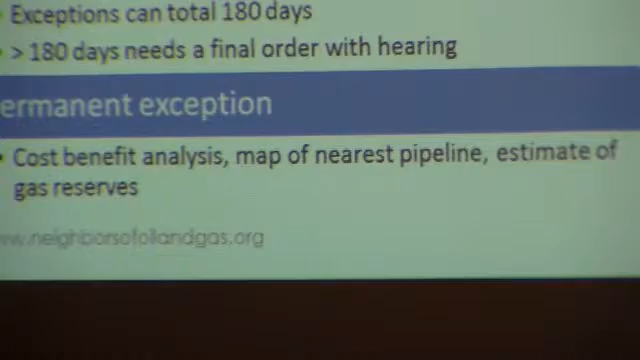 Exceptions can total 180 days
> 180 days needs a final order with hearing
ermanent exception
Cost benefit analysis, map of nearest pipeline, estimate of
gas reserves
ww.neighborsofoilandgas.org